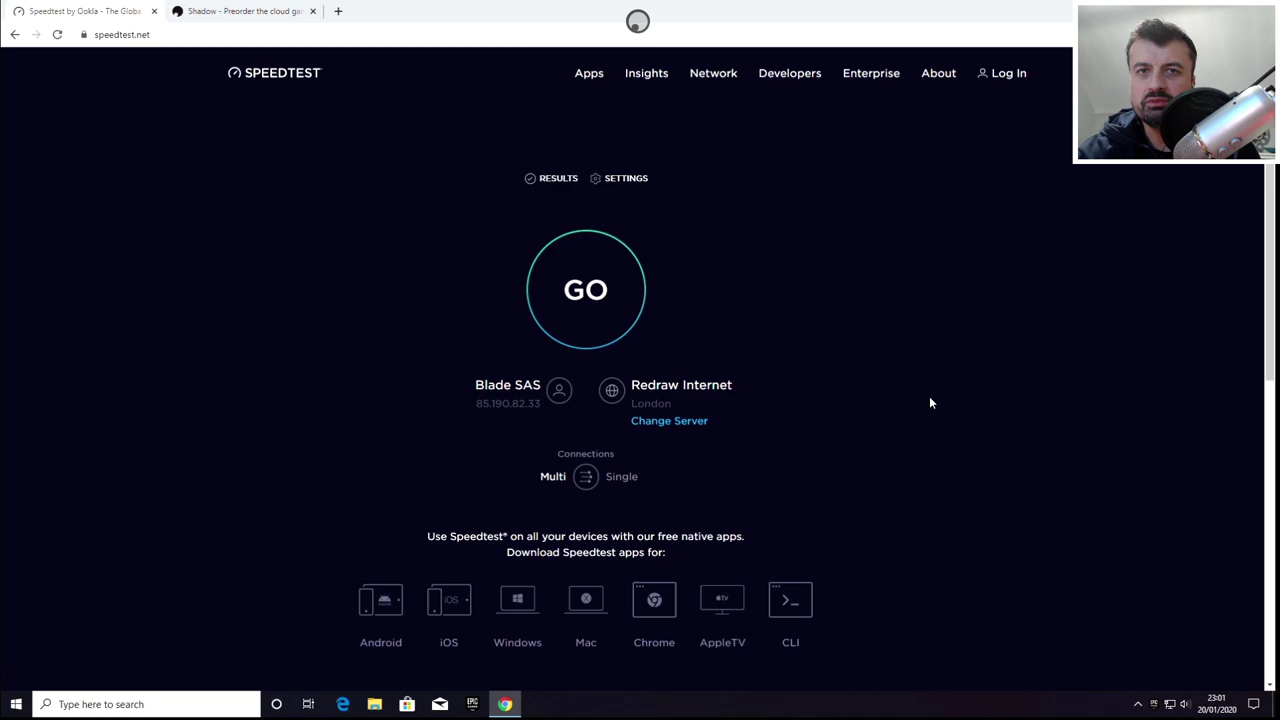 Speedtest by Ookla - The Globa
Shadow - Preorder the cloud ga
speedtest.net
SPEEDTEST
Apps Insights Network Developers Enterprise About Log In
RESULTS SETTINGS
GO
Blade SAS
85.190.82.33
Redraw Internet
London
Change Server
Connections
Multi Single
Use Speedtest® on all your devices with our free native apps.
Download Speedtest apps for:
iOS
tv
Android iOS Windows Mac Chrome AppleTV CLI
Type here to search
EPIC
23:01
20/01/2020